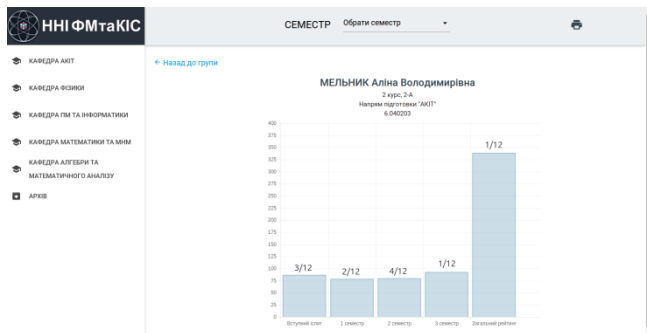 ННІ ФМтаКІС
СЕМЕСТР
Обрати семестр
КАФЕДРА АКІТ
КАФЕДРА ФІЗИКИ
КАФЕДРА ПМ ТА ІНФОРМАТИКИ
КАФЕДРА МАТЕМАТИКИ ТА МНМ
КАФЕДРА АЛГЕБРИ ТА
МАТЕМАТИЧНОГО АНАЛІЗУ
АРХІВ
← Назад до групи
МЕЛЬНИК Аліна Володимирівна
2 курс, 2-А
Напрям підготовки "АКІТ"
6.040203
400
375
350
325
300
275
250
225
200
175
150
125
100
75
50
25
0
3/12
2/12
4/12
1/12
1/12
Вступний іспит
1 семестр
2 семестр
3 семестр
Загальний рейтинг